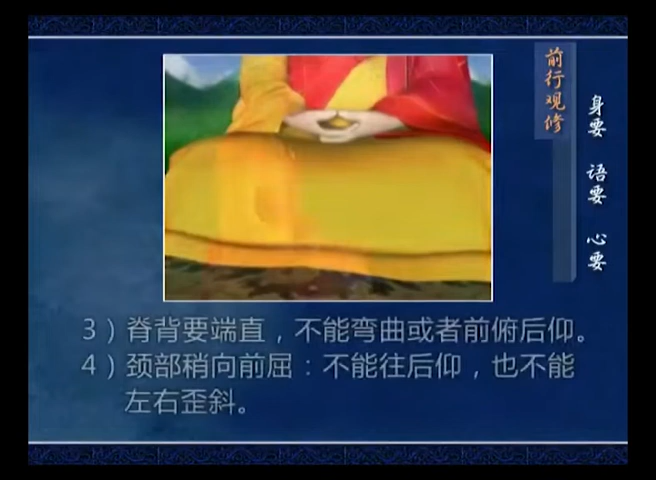 前行观修
身要 语要 心要
3）脊背要端直，不能弯曲或者前俯后仰。
4）颈部稍向前屈：不能往后仰，也不能
左右歪斜。